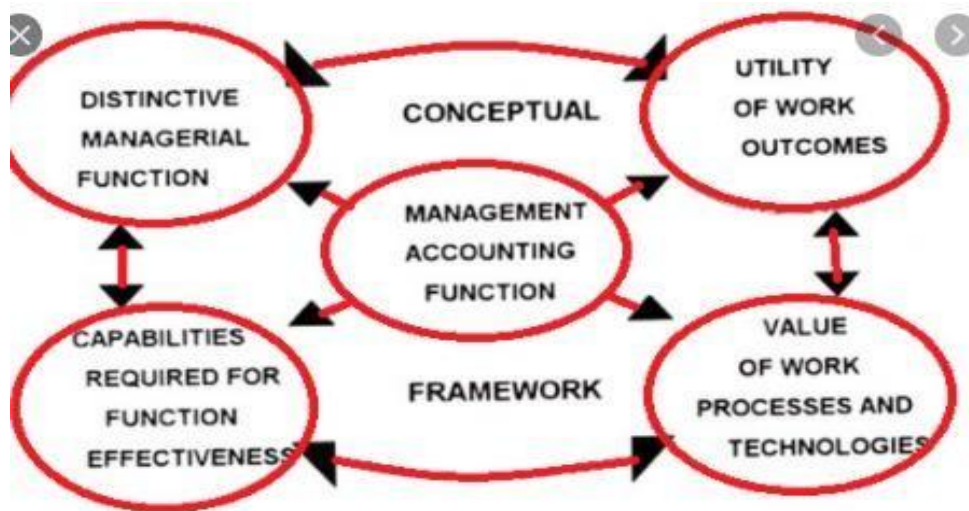 DISTINCTIVE
MANAGERIAL
FUNCTION
CONCEPTUAL
UTILITY
OF WORK
OUTCOMES
MANAGEMENT
ACCOUNTING
FUNCTION
CAPABILITIES
REQUIRED FOR
FUNCTION
EFFECTIVENESS
FRAMEWORK
VALUE
OF WORK
PROCESSES AND
TECHNOLOGIES